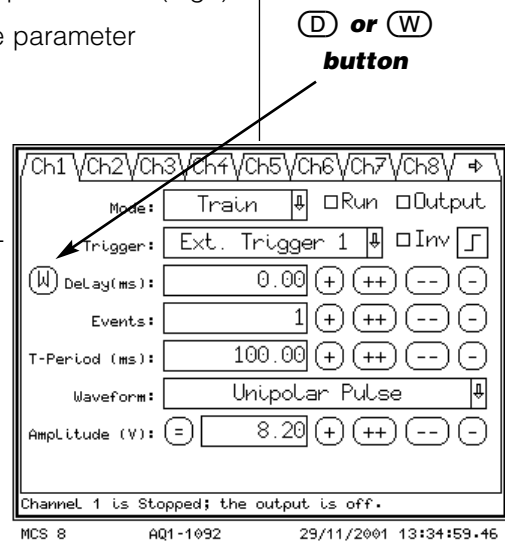 e parameter
D or W
button
Ch1 Ch2 Ch3 Ch4 Ch5 Ch6 Ch7 Ch8
Mode: Train Run Output
Trigger: Ext. Trigger 1 Inv
W Delay(ms): 0.00 + ++ -- -
Events: 1 + ++ -- -
T-Period (ms): 100.00 + ++ -- -
Waveform: Unipolar Pulse
Amplitude (V): = 8.20 + ++ -- -
Channel 1 is Stopped; the output is off.
MCS 8 AQ1-1092 29/11/2001 13:34:59.46